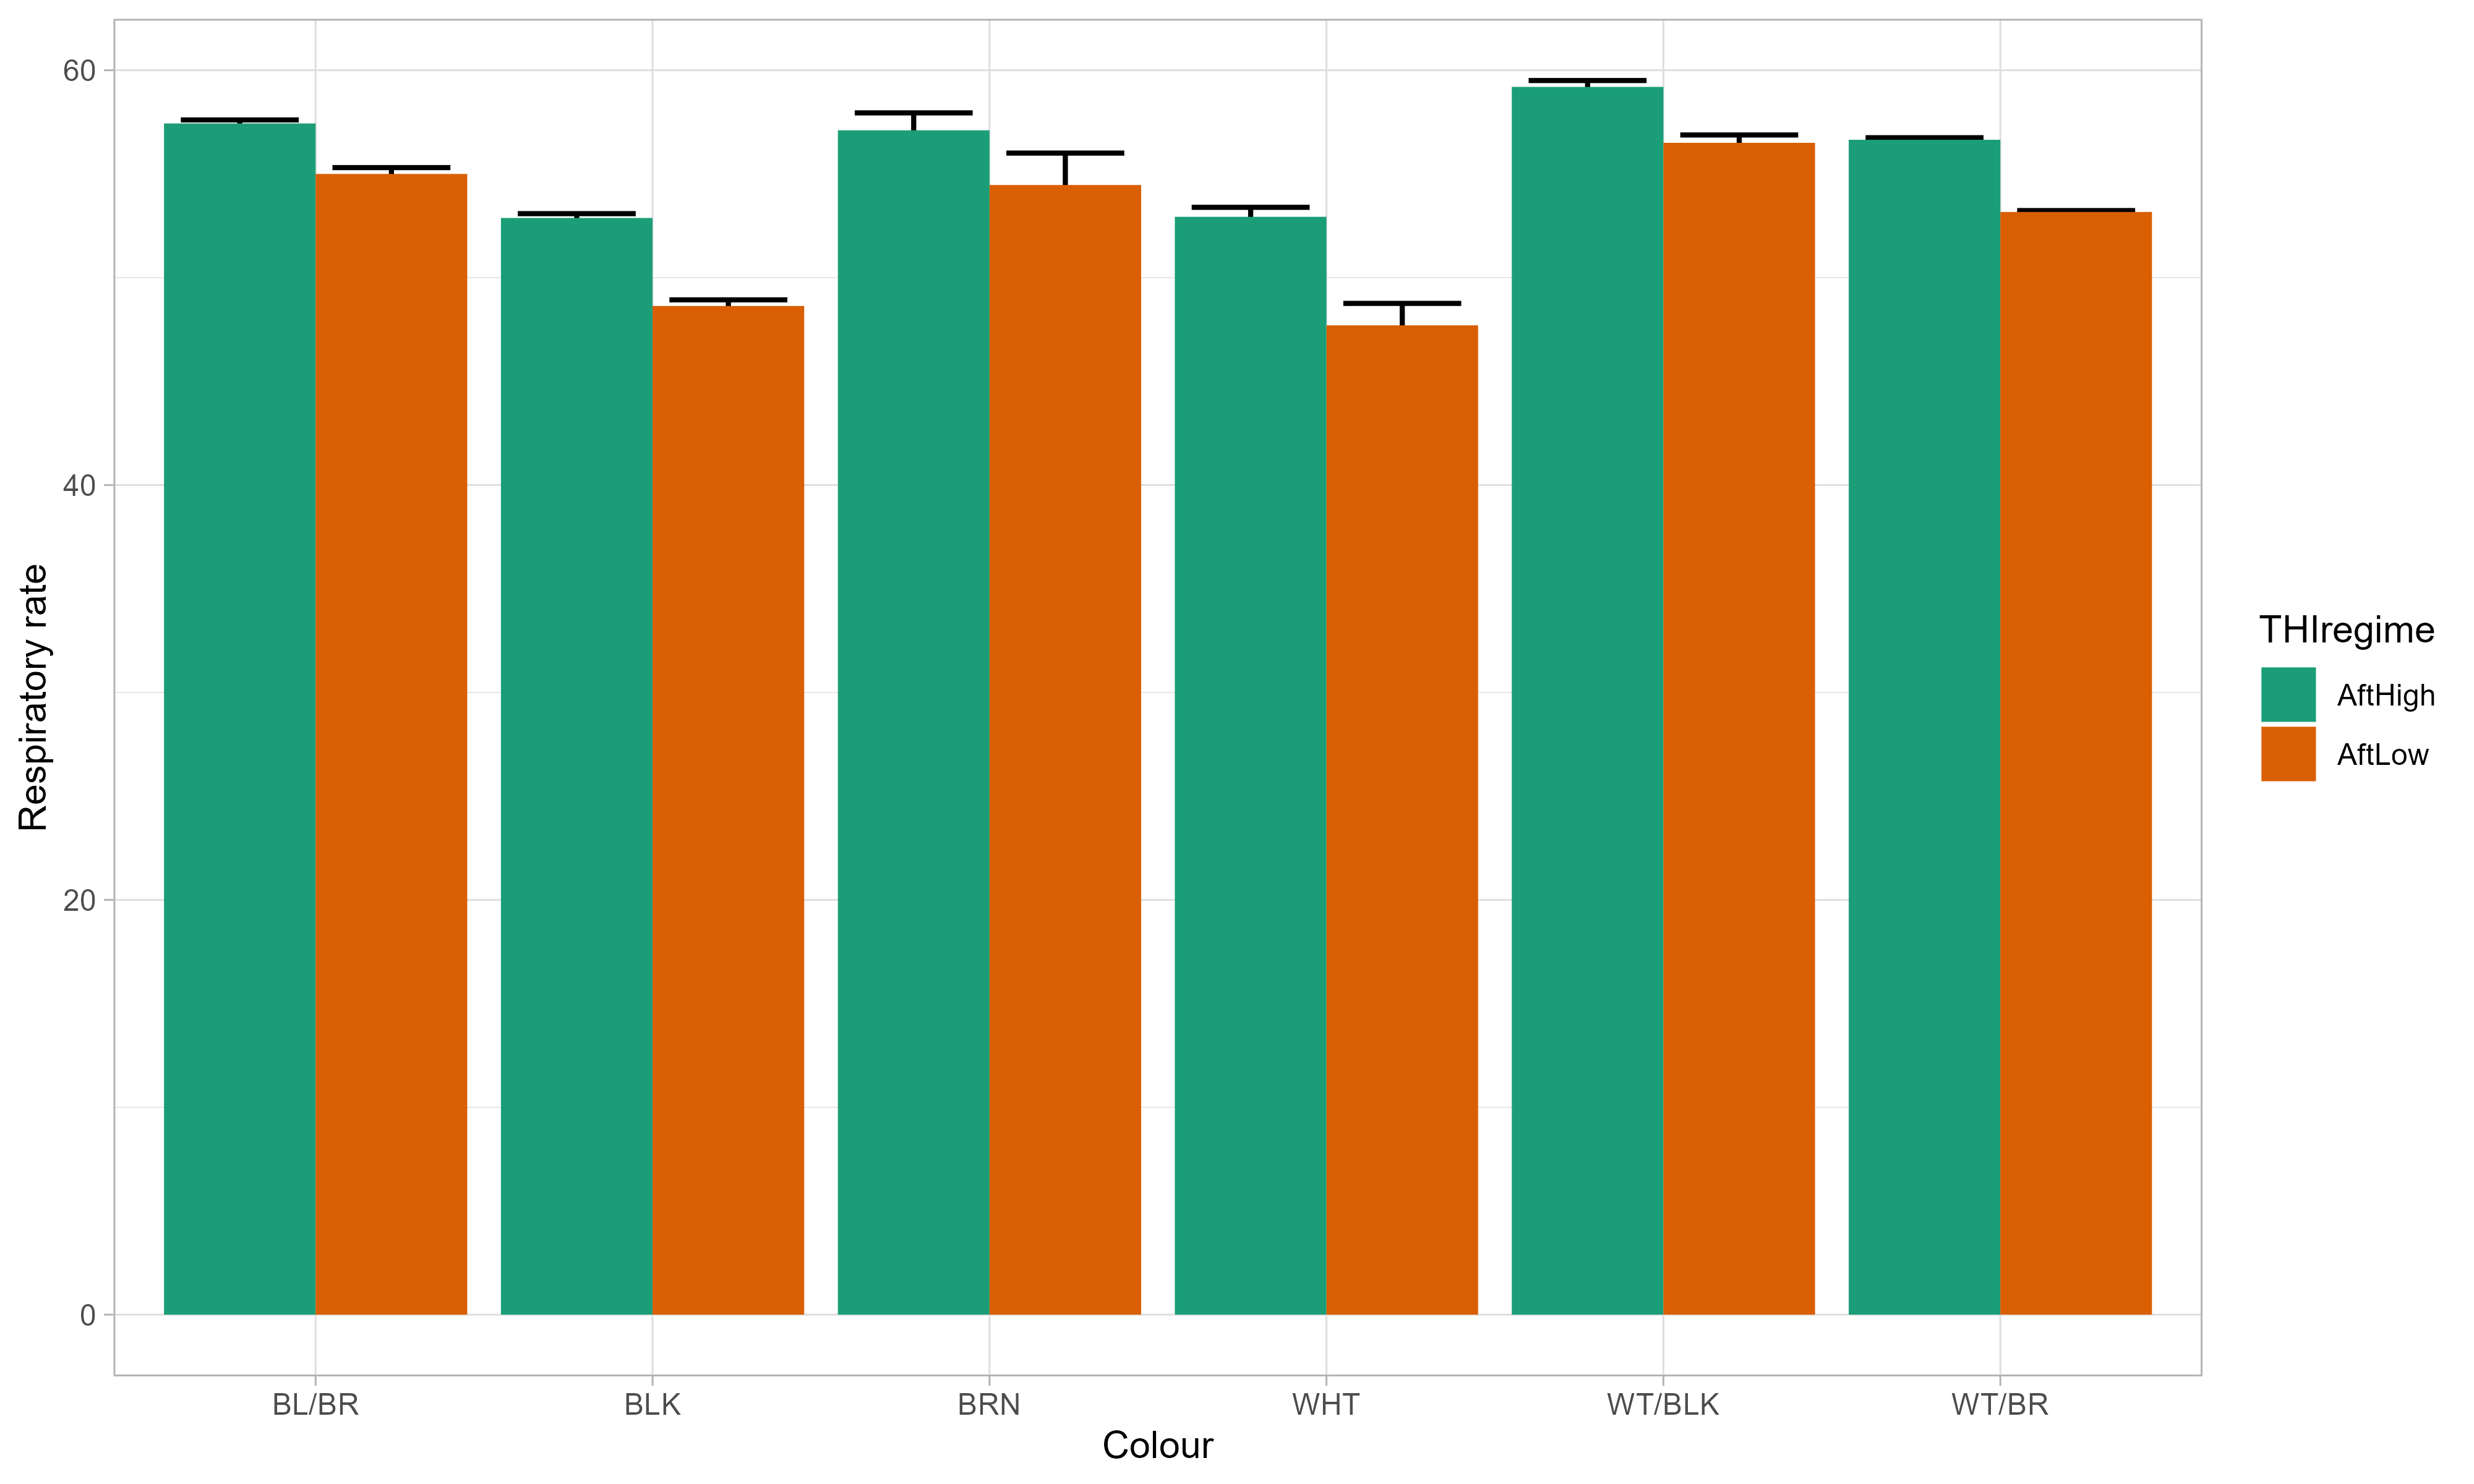 60
40
20
0
Respiratory rate
BL/BR
BLK
BRN
WHT
WT/BLK
WT/BR
Colour
THIregime
AftHigh
AftLow